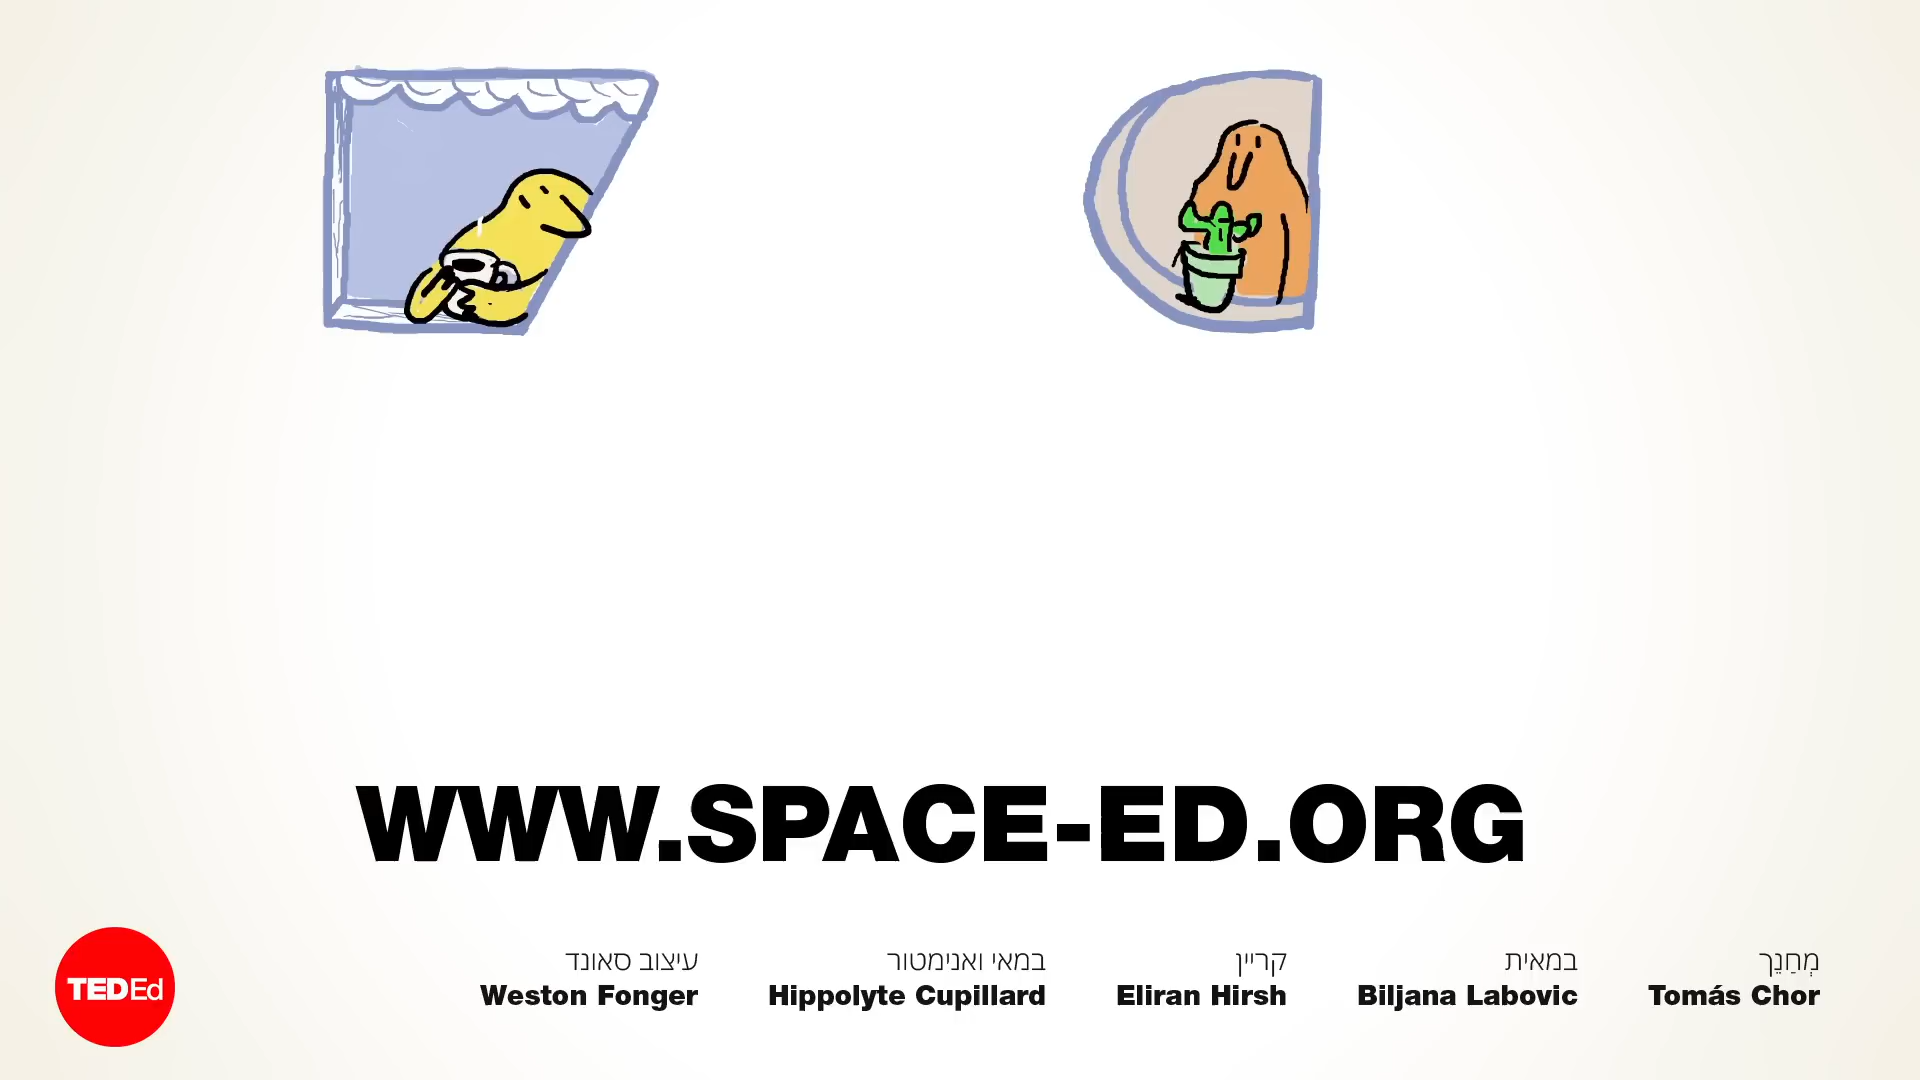 WWW.SPACE-ED.ORG
מְחַנֵך
Tomás Chor
במאית
Biljana Labovic
קריין
Eliran Hirsh
במאי ואנימטור
Hippolyte Cupillard
עיצוב סאונד
Weston Fonger
TEDEd